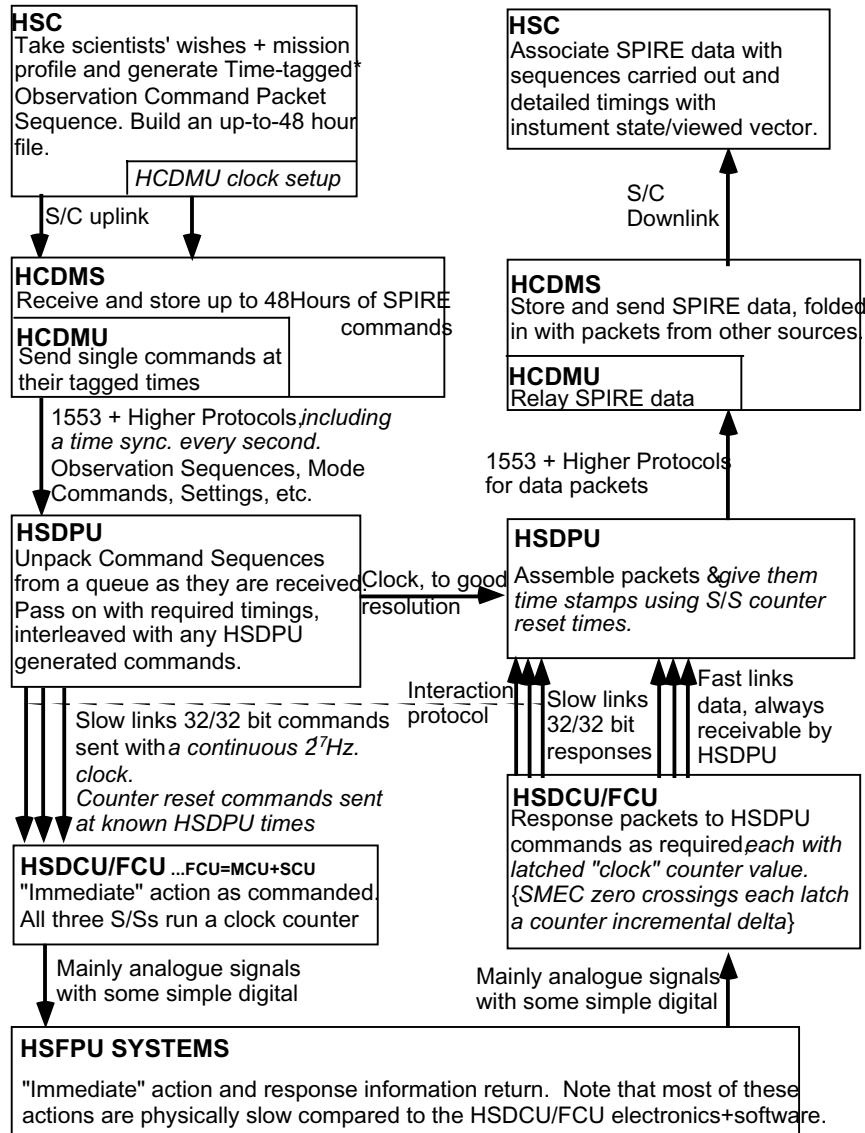 HSC
Take scientists' wishes + mission
profile and generate Time-tagged*
Observation Command Packet
Sequence. Build an up-to-48 hour
file.
HCDMU clock setup
S/C uplink
HCDMS
Receive and store up to 48Hours of SPIRE
commands
HCDMU
Send single commands at
their tagged times
1553 + Higher Protocols, including
a time sync. every second.
Observation Sequences, Mode
Commands, Settings, etc.
HSDPU
Unpack Command Sequences
from a queue as they are received.
Pass on with required timings,
interleaved with any HSDPU
generated commands.
Clock, to good
resolution
Slow links 32/32 bit commands
sent with a continuous 2^7Hz.
clock.
Counter reset commands sent
at known HSDPU times
HSDCU/FCU ...FCU=MCU+SCU
"Immediate" action as commanded.
All three S/Ss run a clock counter
Mainly analogue signals
with some simple digital
HSFPU SYSTEMS
"Immediate" action and response information return. Note that most of these
actions are physically slow compared to the HSDCU/FCU electronics+software.
Mainly analogue signals
with some simple digital
HSDCU/FCU
Response packets to HSDPU
commands as required, each with
latched "clock" counter value.
{SMEC zero crossings each latch
a counter incremental delta}
Interaction
protocol
Slow links
32/32 bit
responses
Fast links
data, always
receivable by
HSDPU
HSDPU
Assemble packets & give them
time stamps using S/S counter
reset times.
1553 + Higher Protocols
for data packets
HCDMS
Store and send SPIRE data, folded
in with packets from other sources.
HCDMU
Relay SPIRE data
S/C
Downlink
HSC
Associate SPIRE data with
sequences carried out and
detailed timings with
instument state/viewed vector.